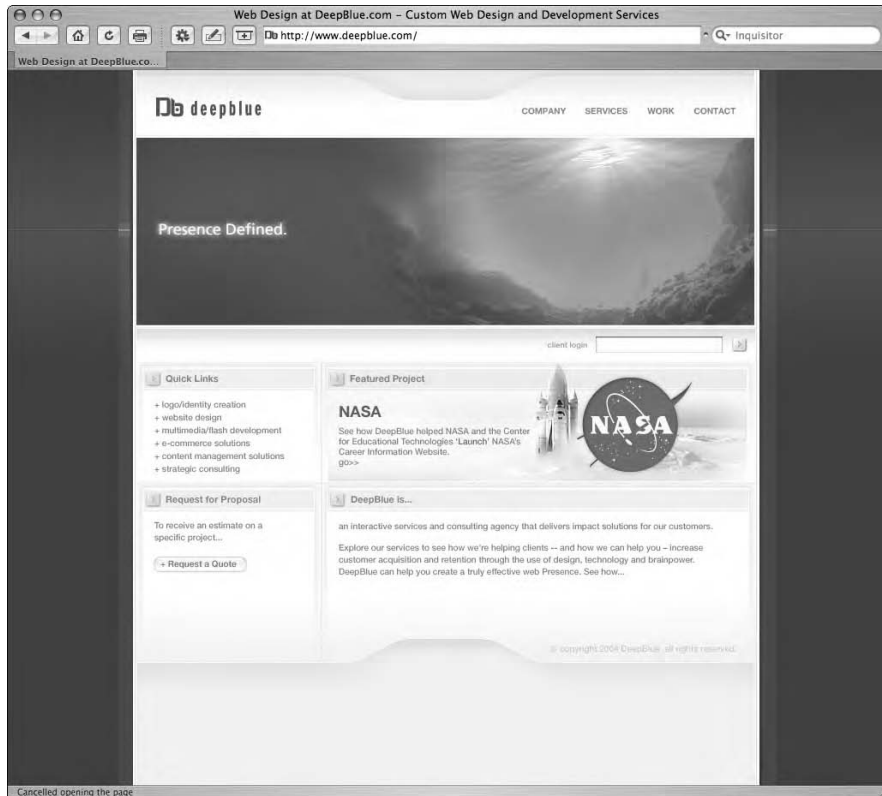 Web Design at DeepBlue.com – Custom Web Design and Development Services
Db http://www.deepblue.com/
Inquisitor
Web Design at DeepBlue.co...
Db deepblue
COMPANY SERVICES WORK CONTACT
Presence Defined.
client login
Quick Links
+ logo/identity creation
+ website design
+ multimedia/flash development
+ e-commerce solutions
+ content management solutions
+ strategic consulting
Featured Project
NASA
See how DeepBlue helped NASA and the Center
for Educational Technologies 'Launch' NASA's
Career Information Website.
go>>
NASA
Request for Proposal
To receive an estimate on a
specific project...
+ Request a Quote
DeepBlue is...
an interactive services and consulting agency that delivers impact solutions for our customers.
Explore our services to see how we're helping clients -- and how we can help you – increase
customer acquisition and retention through the use of design, technology and brainpower.
DeepBlue can help you create a truly effective web Presence. See how...
© copyright 2004 DeepBlue, all rights reserved.
Cancelled opening the page